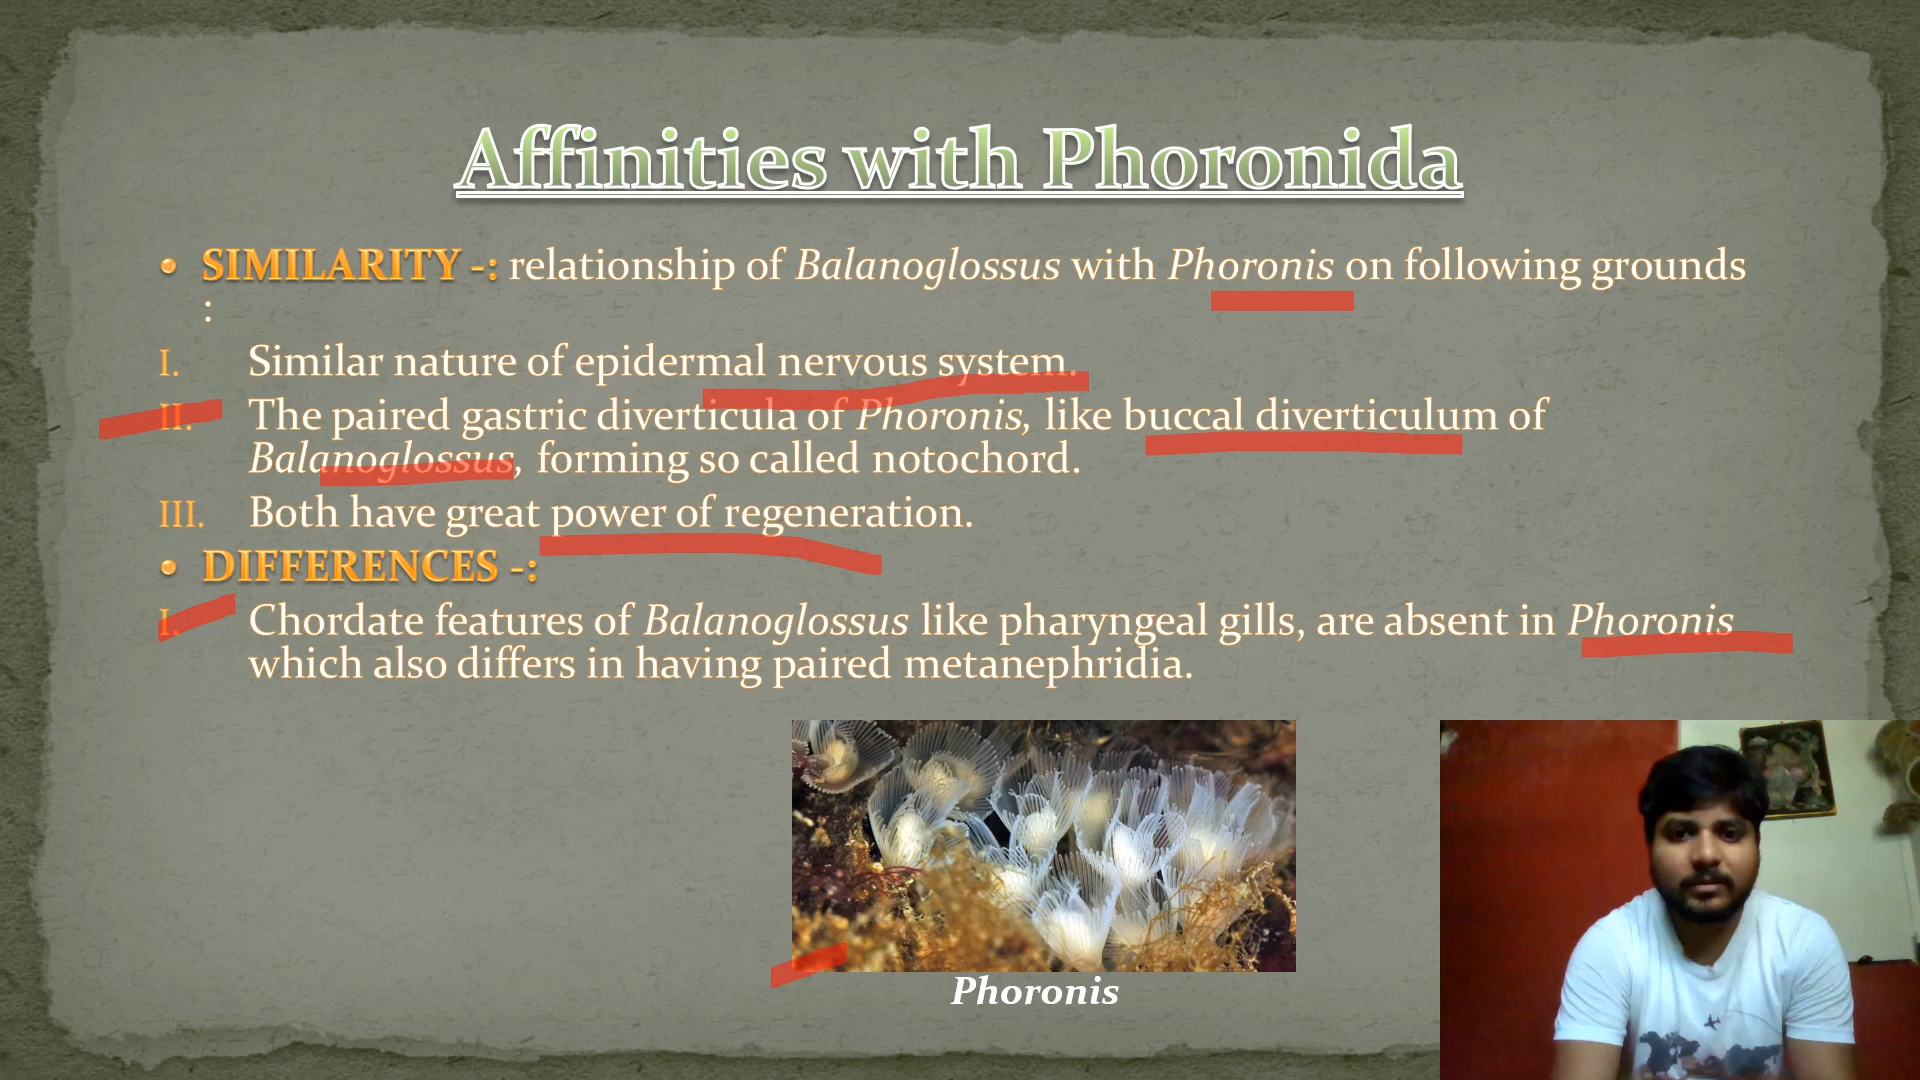 Affinities with Phoronida
• SIMILARITY -: relationship of Balanoglossus with Phoronis on following grounds
:
I. Similar nature of epidermal nervous system.
II. The paired gastric diverticula of Phoronis, like buccal diverticulum of
Balanoglossus, forming so called notochord.
III. Both have great power of regeneration.
• DIFFERENCES -:
I. Chordate features of Balanoglossus like pharyngeal gills, are absent in Phoronis
which also differs in having paired metanephridia.
Phoronis